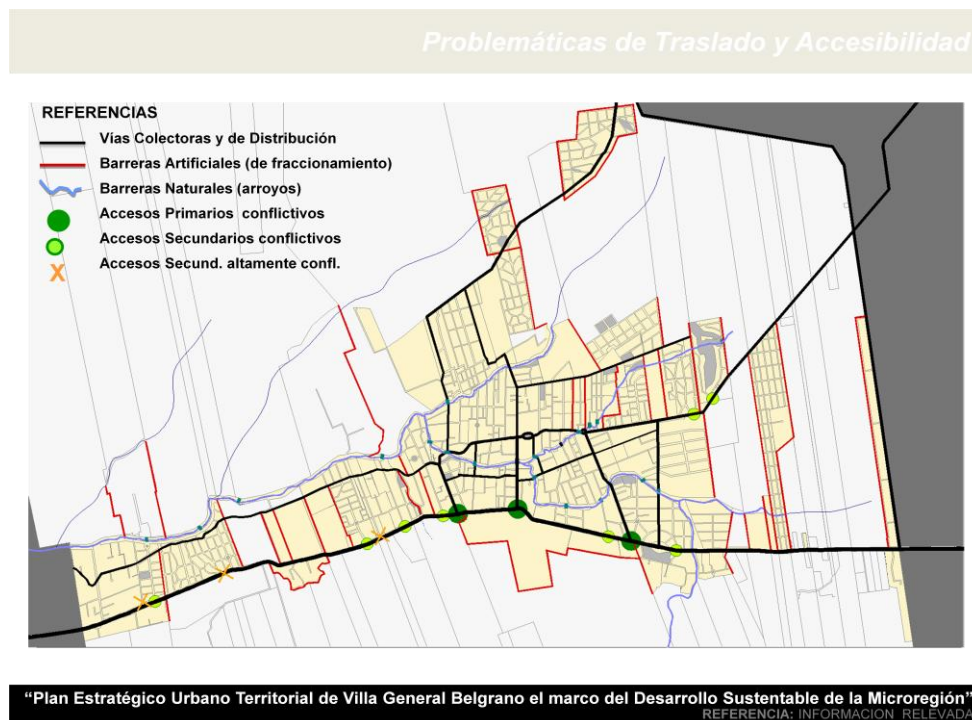 Problemáticas de Traslado y Accesibilidad
REFERENCIAS
Vías Colectoras y de Distribución
Barreras Artificiales (de fraccionamiento)
Barreras Naturales (arroyos)
Accesos Primarios conflictivos
Accesos Secundarios conflictivos
Accesos Secund. altamente confl.
“Plan Estratégico Urbano Territorial de Villa General Belgrano el marco del Desarrollo Sustentable de la Microregión”
REFERENCIA: INFORMACION RELEVADA